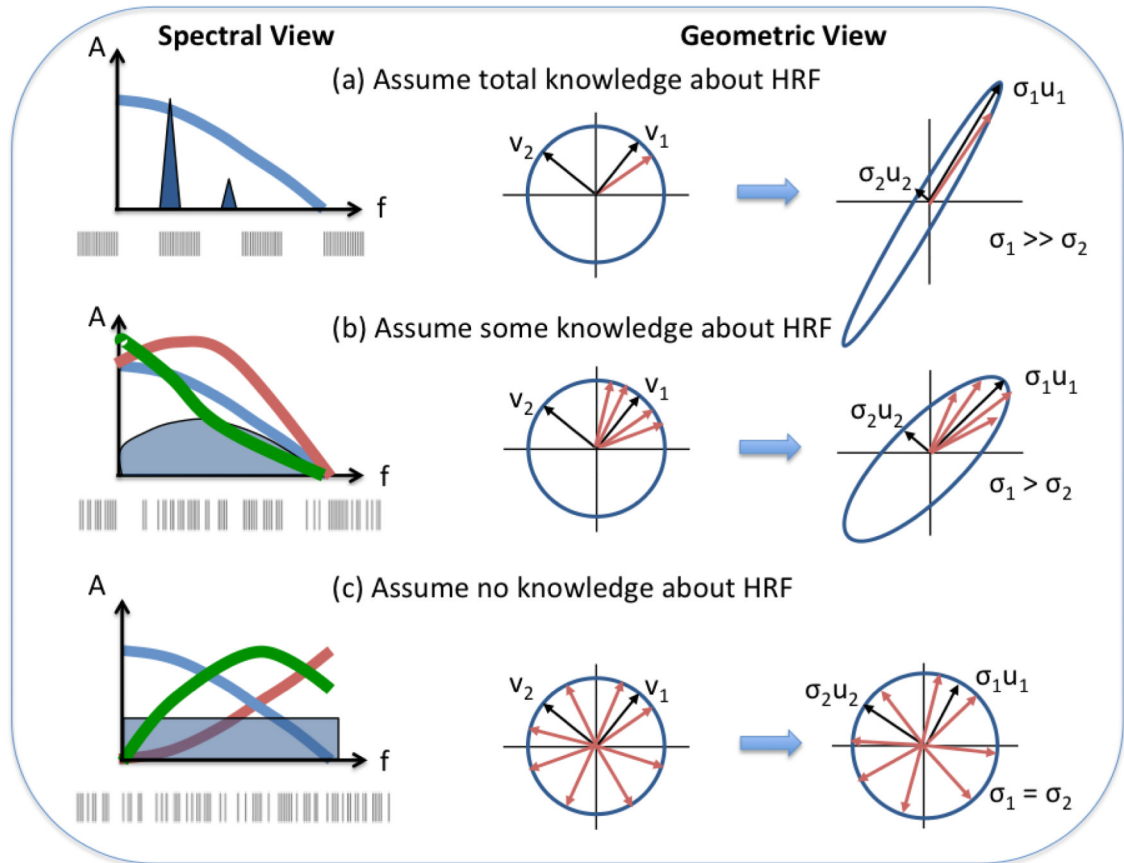 Spectral View
Geometric View
(a) Assume total knowledge about HRF
A
f
v₂
v₁
σ₁u₁
σ₂u₂
σ₁ >> σ₂
(b) Assume some knowledge about HRF
A
f
v₂
v₁
σ₁u₁
σ₂u₂
σ₁ > σ₂
(c) Assume no knowledge about HRF
A
f
v₂
v₁
σ₂u₂
σ₁u₁
σ₁ = σ₂